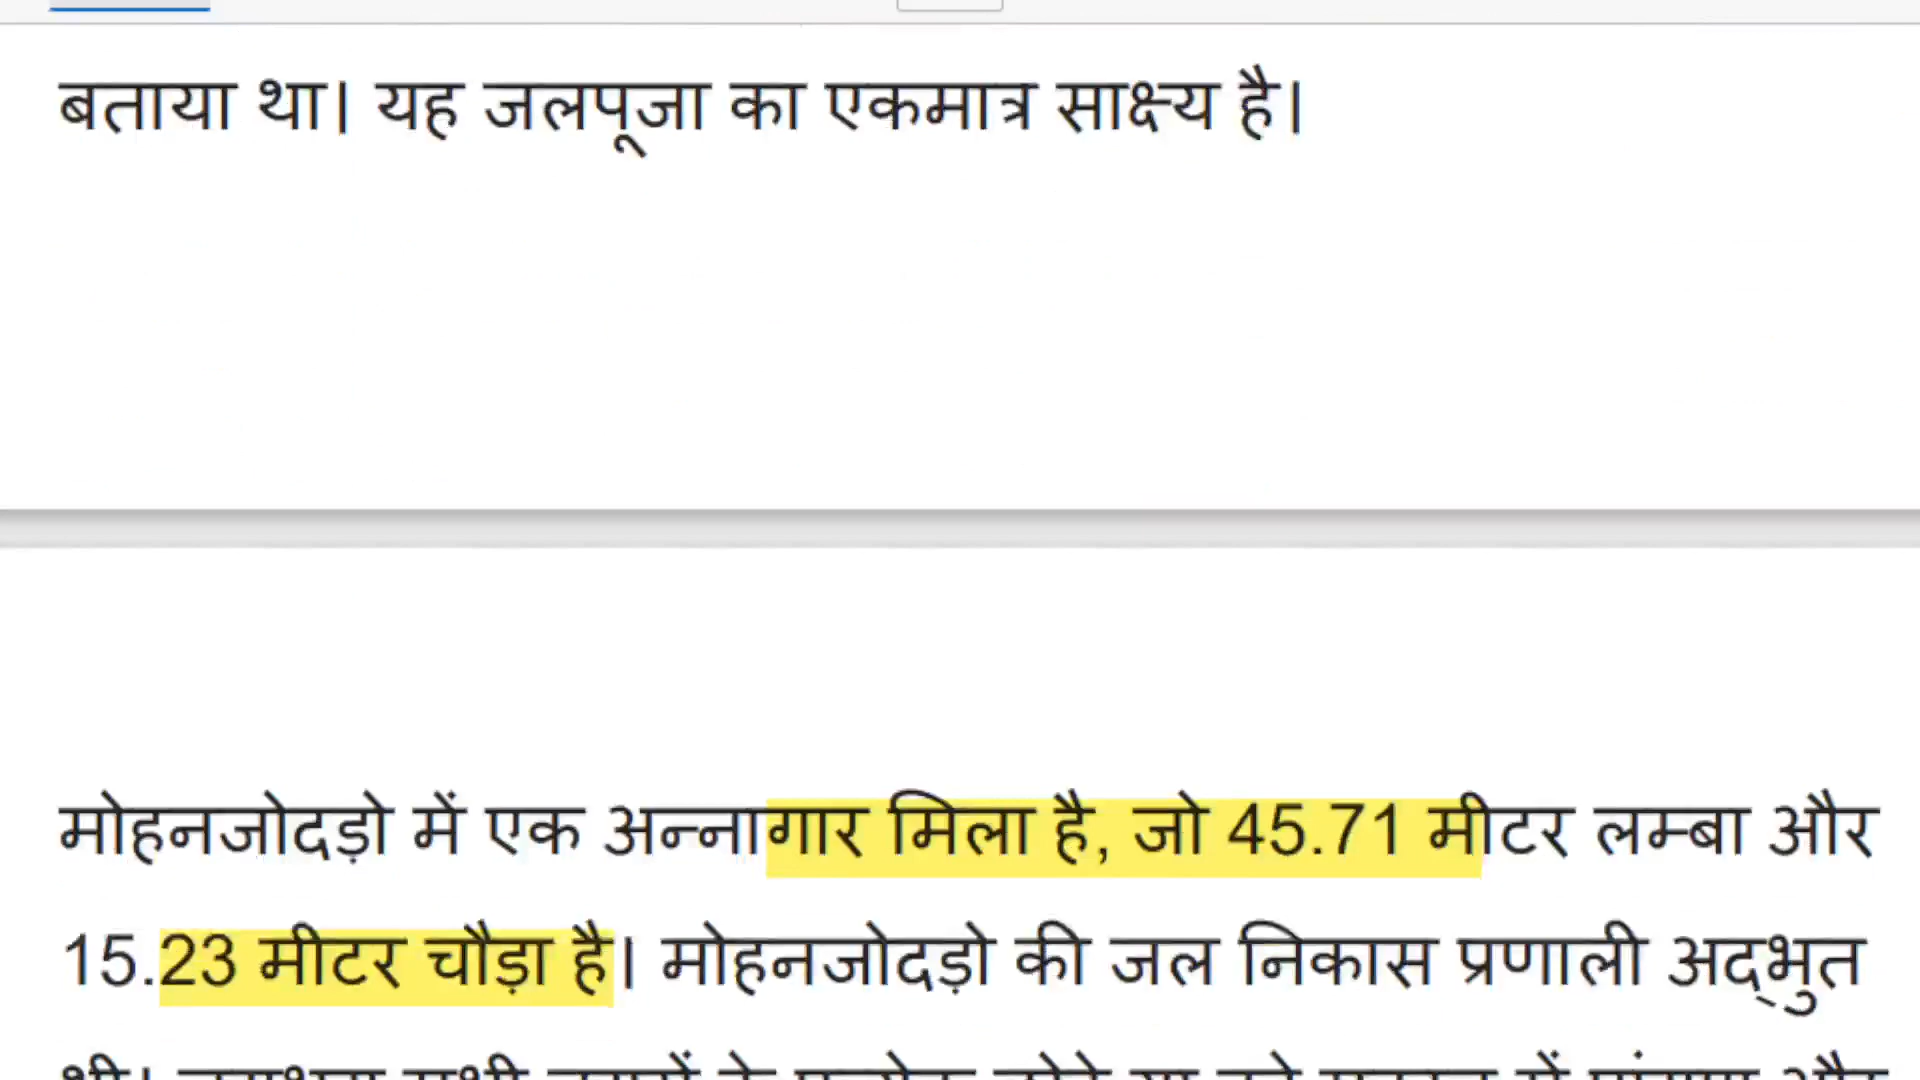 बताया था। यह जलपूजा का एकमात्र साक्ष्य है।
मोहनजोदड़ो में एक अन्नागार मिला है, जो 45.71 मीटर लम्बा और
15.23 मीटर चौड़ा है। मोहनजोदड़ो की जल निकास प्रणाली अद्भुत
थी।